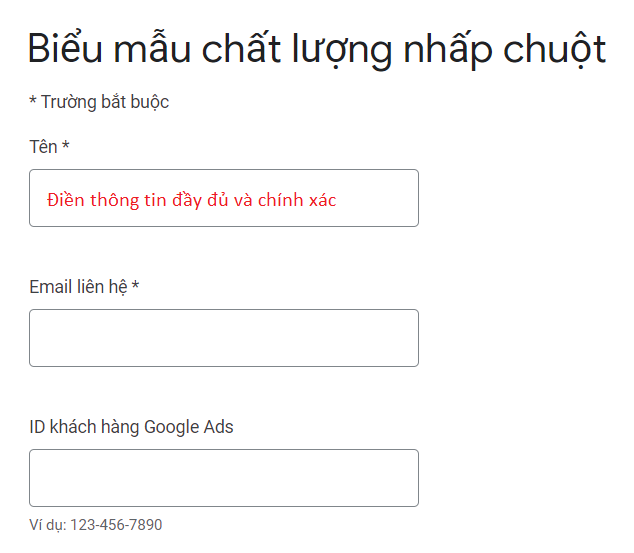 Biểu mẫu chất lượng nhấp chuột
* Trường bắt buộc
Tên *
Điền thông tin đầy đủ và chính xác
Email liên hệ *
ID khách hàng Google Ads
Ví dụ: 123-456-7890